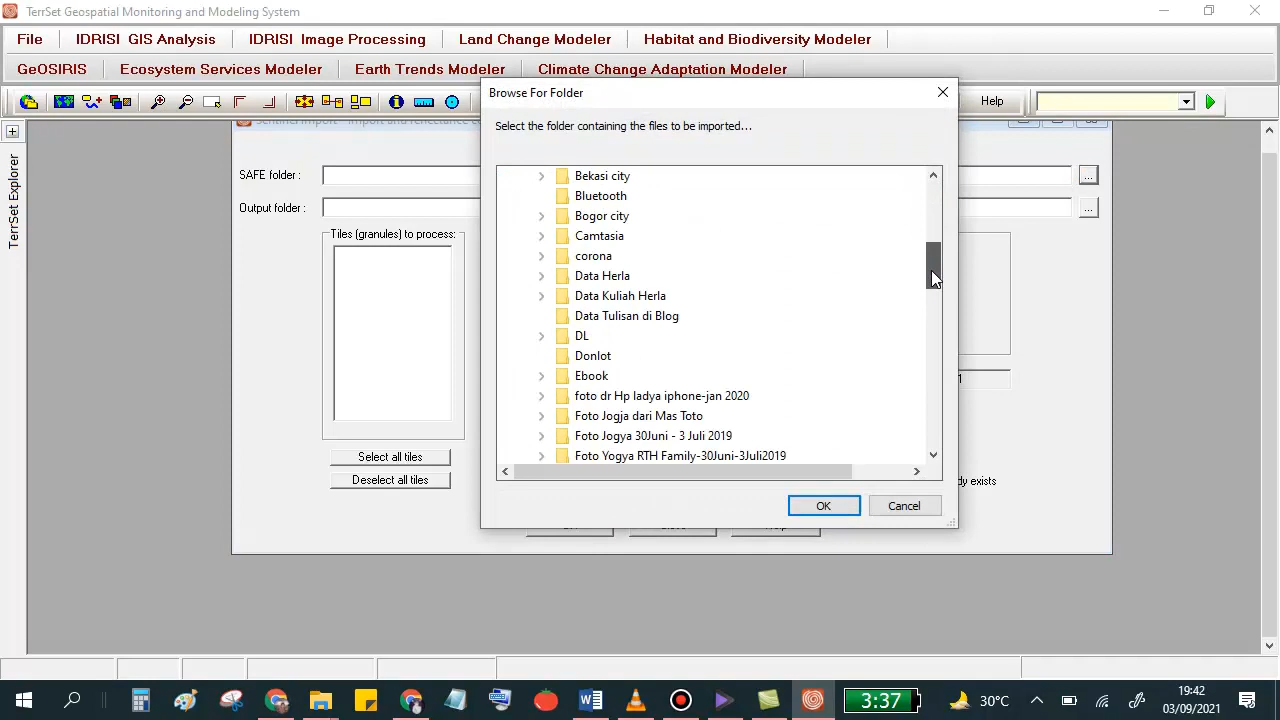 TerrSet Geospatial Monitoring and Modeling System
File IDRISI GIS Analysis IDRISI Image Processing Land Change Modeler Habitat and Biodiversity Modeler
GeOSIRIS Ecosystem Services Modeler Earth Trends Modeler Climate Change Adaptation Modeler
Help
TerrSet Explorer
Browse For Folder
Select the folder containing the files to be imported...
SAFE folder :
...
Output folder :
...
Tiles (granules) to process:
Select all tiles
Deselect all tiles
Bekasi city
Bluetooth
Bogor city
Camtasia
corona
Data Herla
Data Kuliah Herla
Data Tulisan di Blog
DL
Donlot
Ebook
foto dr Hp ladya iphone-jan 2020
Foto Jogja dari Mas Toto
Foto Jogya 30Juni - 3 Juli 2019
Foto Yogya RTH Family-30Juni-3Juli2019
OK Cancel
exists
3:37
30°C
19:42
03/09/2021